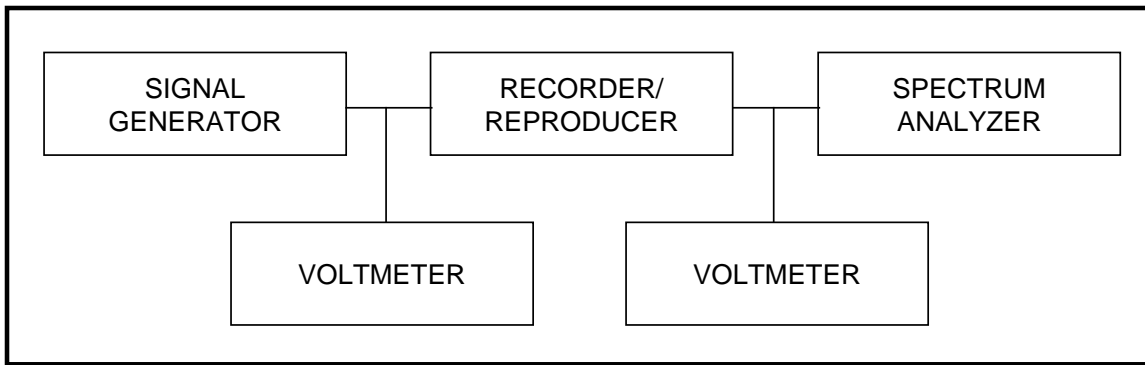 SIGNAL
GENERATOR
RECORDER/
REPRODUCER
SPECTRUM
ANALYZER
VOLTMETER
VOLTMETER